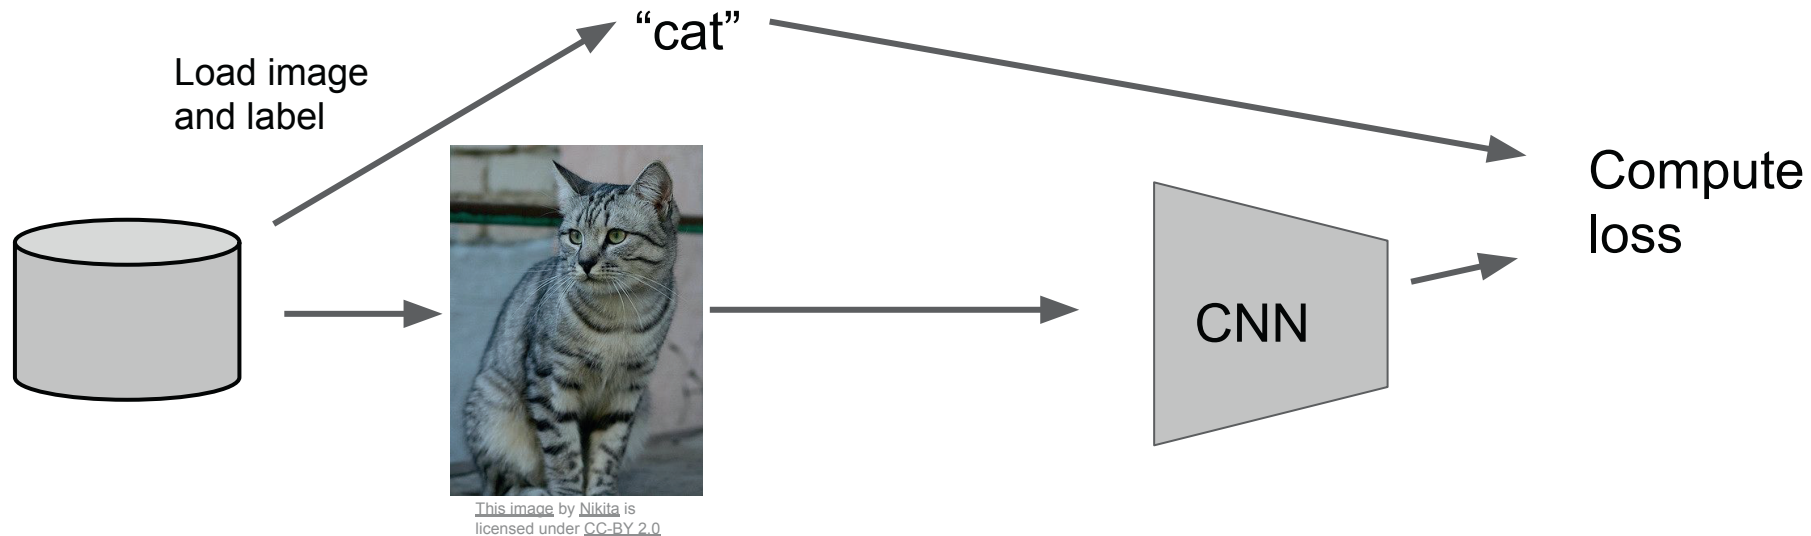 “cat”
Load image
and label
Compute
loss
CNN
This image by Nikita is
licensed under CC-BY 2.0